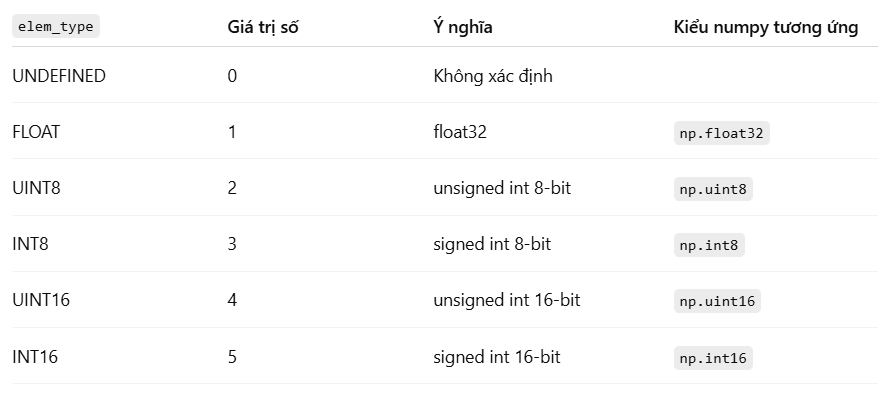 elem_type Giá trị số Ý nghĩa Kiểu numpy tương ứng
UNDEFINED 0 Không xác định
FLOAT 1 float32 np.float32
UINT8 2 unsigned int 8-bit np.uint8
INT8 3 signed int 8-bit np.int8
UINT16 4 unsigned int 16-bit np.uint16
INT16 5 signed int 16-bit np.int16